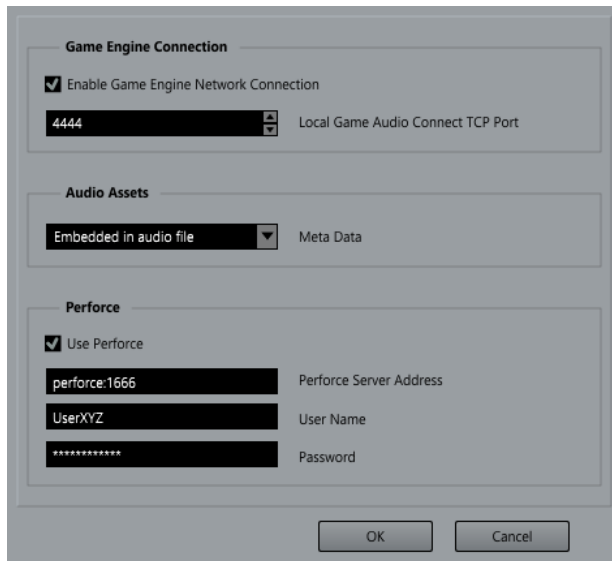 Game Engine Connection
Enable Game Engine Network Connection
4444 Local Game Audio Connect TCP Port
Audio Assets
Embedded in audio file Meta Data
Perforce
Use Perforce
perforce:1666 Perforce Server Address
UserXYZ User Name
************ Password
OK Cancel